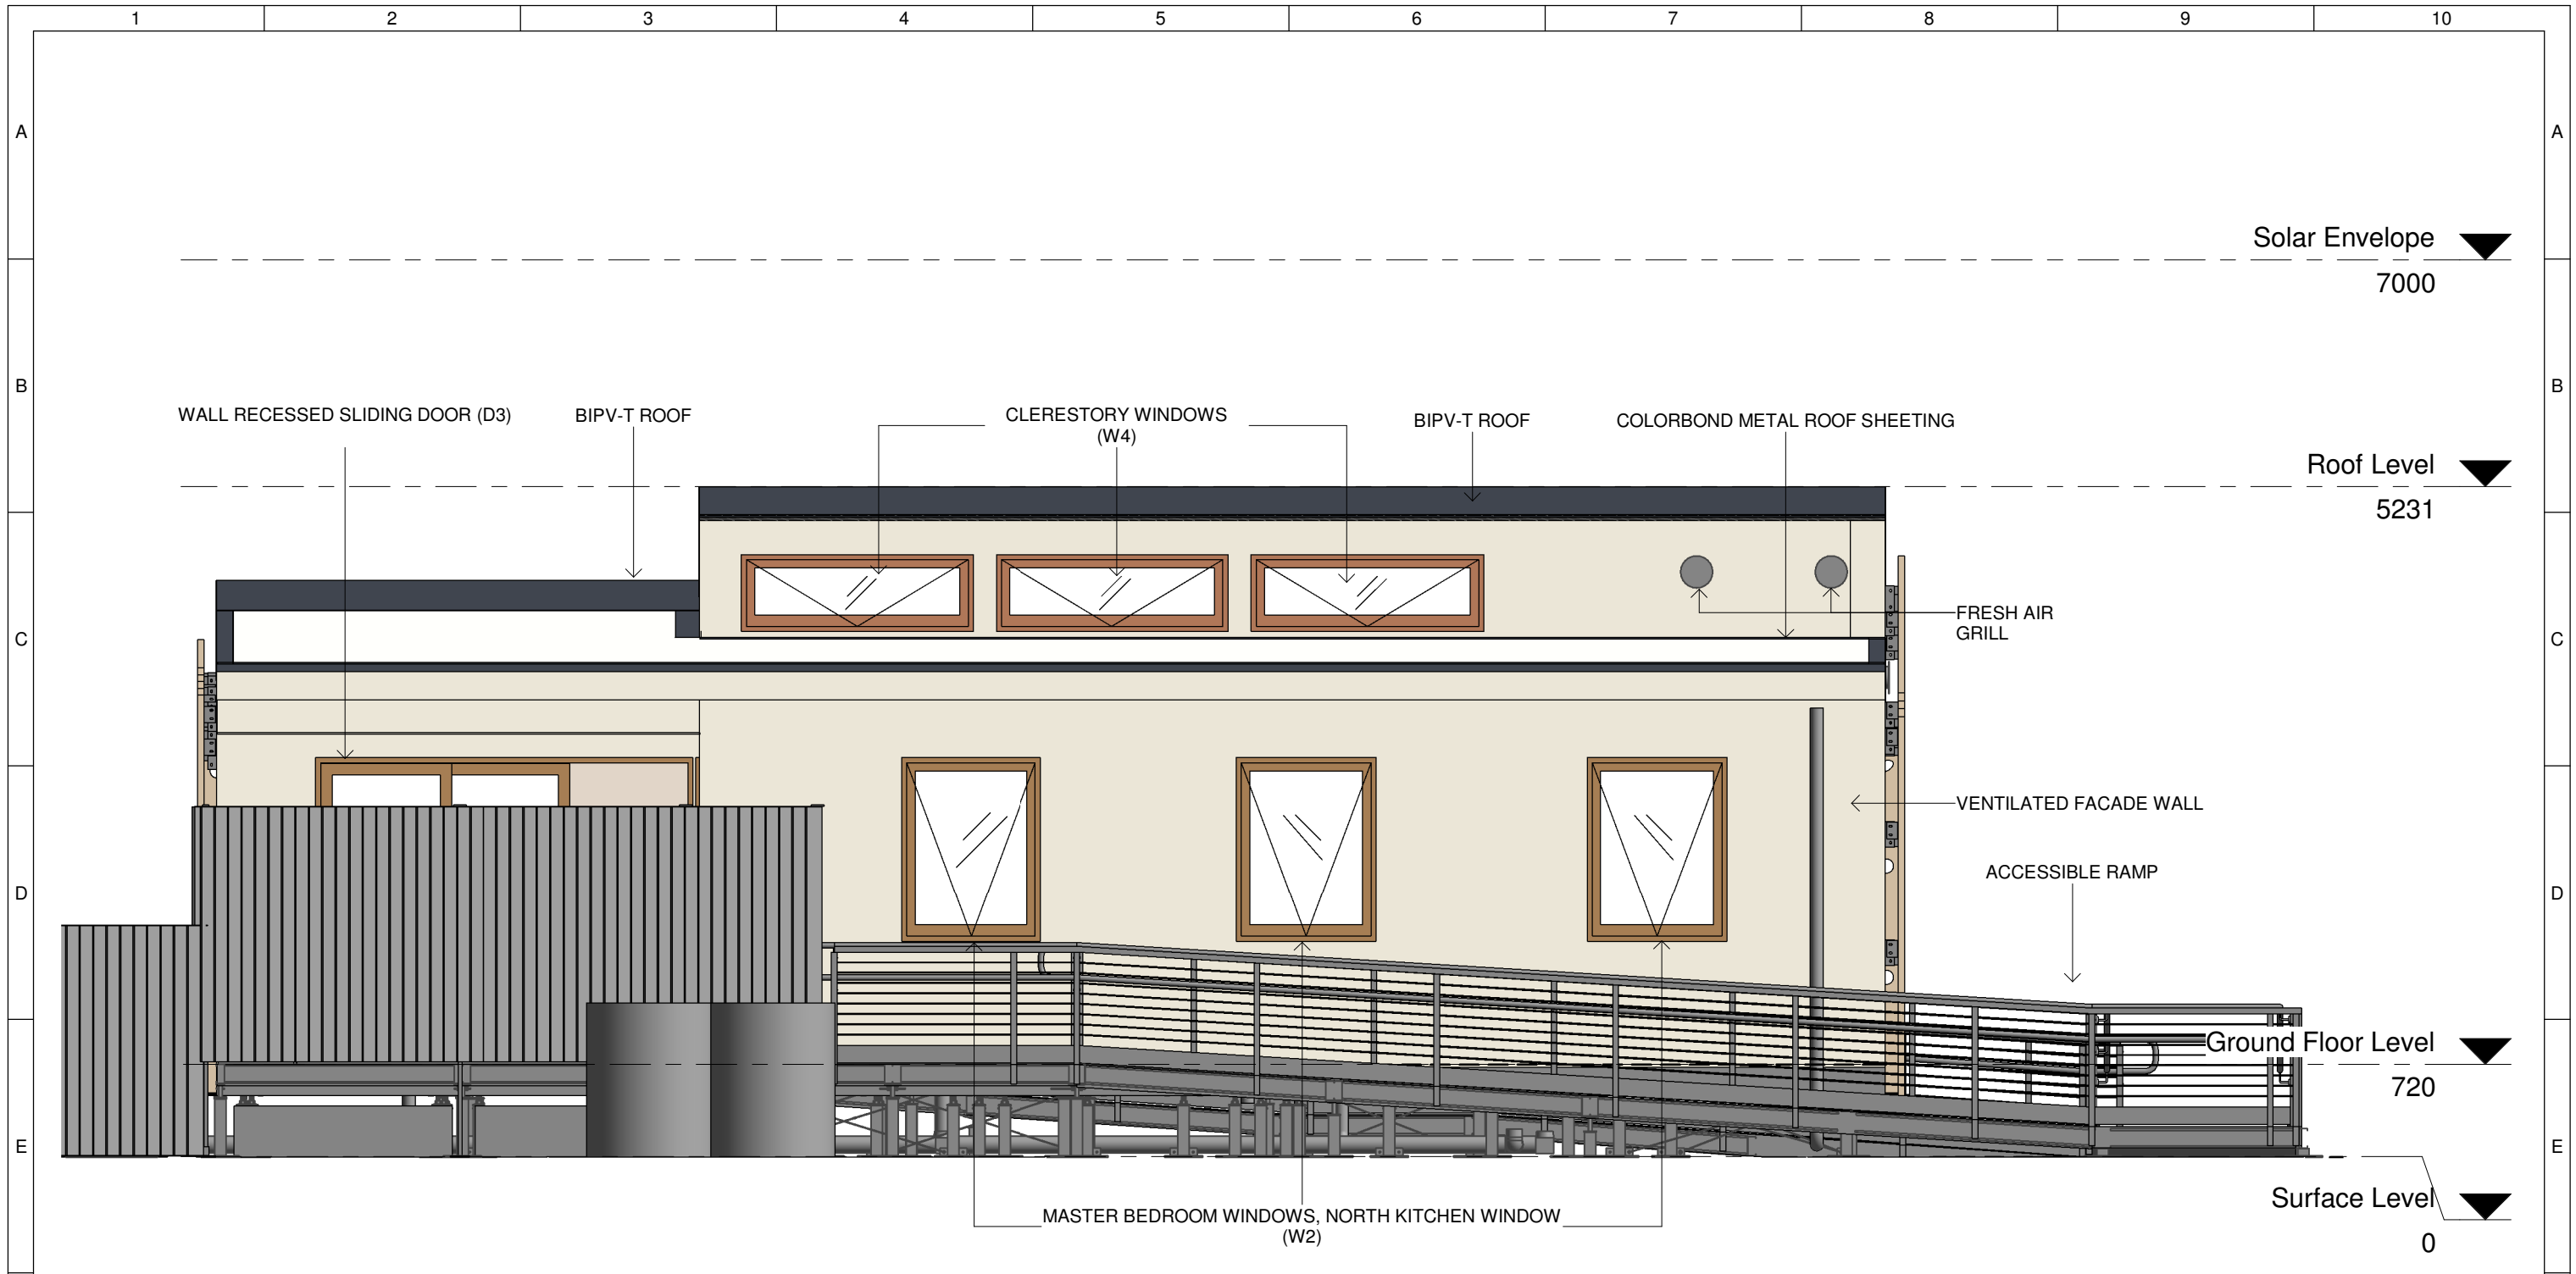 1 2 3 4 5 6 7 8 9 10
A A
Solar Envelope
7000
B B
WALL RECESSED SLIDING DOOR (D3) BIPV-T ROOF CLERESTORY WINDOWS BIPV-T ROOF COLORBOND METAL ROOF SHEETING
(W4)
Roof Level
5231
FRESH AIR
GRILL
C C
VENTILATED FACADE WALL
ACCESSIBLE RAMP
D D
Ground Floor Level
720
E E
Surface Level
MASTER BEDROOM WINDOWS, NORTH KITCHEN WINDOW
(W2)
0